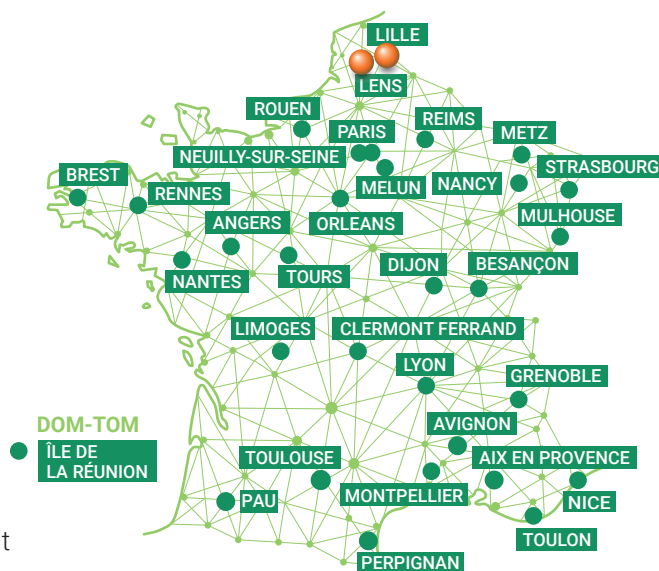 LILLE
LENS
ROUEN
PARIS
REIMS
METZ
NEUILLY-SUR-SEINE
STRASBOURG
BREST
RENNES
MELUN
NANCY
MULHOUSE
ANGERS
ORLEANS
DIJON
BESANÇON
NANTES
TOURS
LIMOGES
CLERMONT FERRAND
LYON
GRENOBLE
DOM-TOM
ÎLE DE
LA RÉUNION
AVIGNON
TOULOUSE
AIX EN PROVENCE
MONTPELLIER
PAU
NICE
TOULON
t
PERPIGNAN